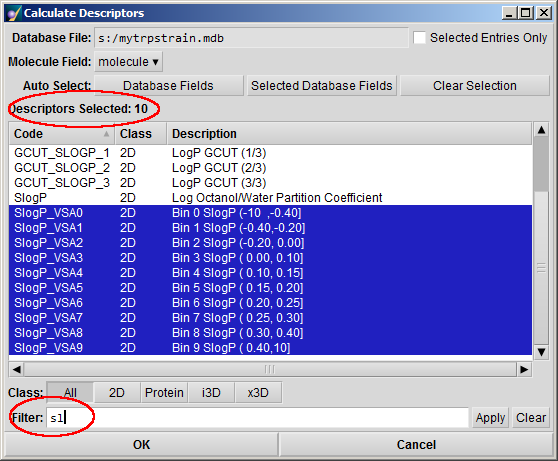 Calculate Descriptors
Database File: s:/mytrpstrain.mdb Selected Entries Only
Molecule Field: molecule ▾
Auto Select: Database Fields Selected Database Fields Clear Selection
Descriptors Selected: 10
Code Class Description
GCUT_SLOGP_1 2D LogP GCUT (1/3)
GCUT_SLOGP_2 2D LogP GCUT (2/3)
GCUT_SLOGP_3 2D LogP GCUT (3/3)
SlogP 2D Log Octanol/Water Partition Coefficient
SlogP_VSA0 2D Bin 0 SlogP (-10 ,-0.40]
SlogP_VSA1 2D Bin 1 SlogP (-0.40,-0.20]
SlogP_VSA2 2D Bin 2 SlogP (-0.20, 0.00]
SlogP_VSA3 2D Bin 3 SlogP ( 0.00, 0.10]
SlogP_VSA4 2D Bin 4 SlogP ( 0.10, 0.15]
SlogP_VSA5 2D Bin 5 SlogP ( 0.15, 0.20]
SlogP_VSA6 2D Bin 6 SlogP ( 0.20, 0.25]
SlogP_VSA7 2D Bin 7 SlogP ( 0.25, 0.30]
SlogP_VSA8 2D Bin 8 SlogP ( 0.30, 0.40]
SlogP_VSA9 2D Bin 9 SlogP ( 0.40,10]
Class: All 2D Protein i3D x3D
Filter: sl Apply Clear
OK Cancel